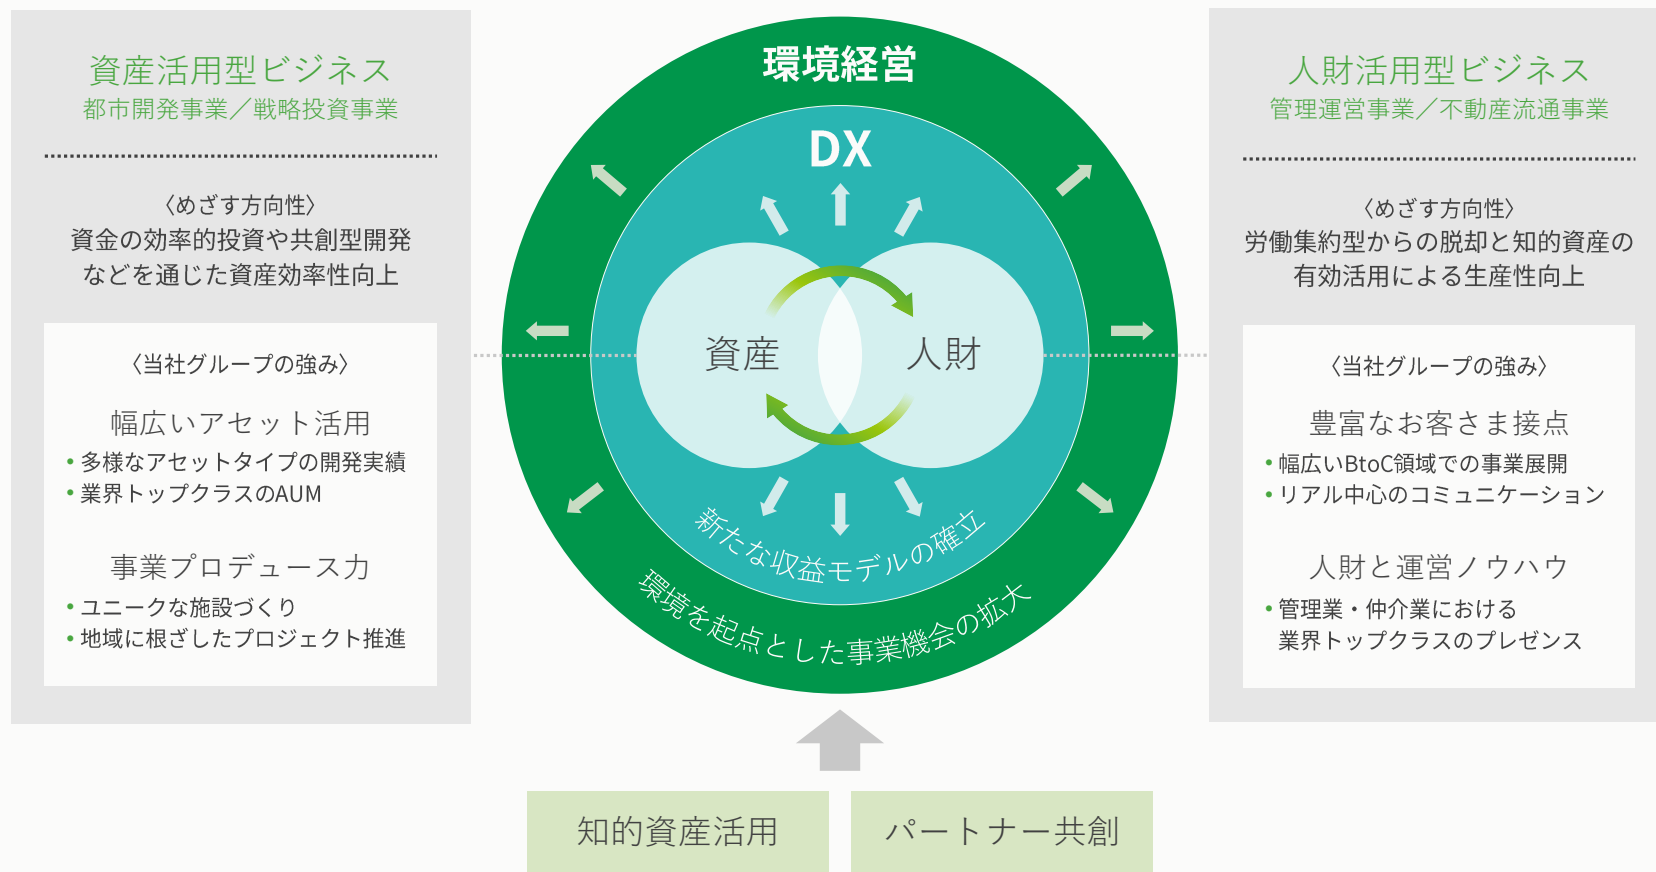 資産活用型ビジネス
都市開発事業／戦略投資事業
〈めざす方向性〉
資金の効率的投資や共創型開発
などを通じた資産効率性向上
〈当社グループの強み〉
幅広いアセット活用
• 多様なアセットタイプの開発実績
• 業界トップクラスのAUM
事業プロデュース力
• ユニークな施設づくり
• 地域に根ざしたプロジェクト推進
環境経営
DX
資産
人財
新たな収益モデルの確立
環境を起点とした事業機会の拡大
人財活用型ビジネス
管理運営事業／不動産流通事業
〈めざす方向性〉
労働集約型からの脱却と知的資産の
有効活用による生産性向上
〈当社グループの強み〉
豊富なお客さま接点
• 幅広いBtoC領域での事業展開
• リアル中心のコミュニケーション
人財と運営ノウハウ
• 管理業・仲介業における
業界トップクラスのプレゼンス
知的資産活用
パートナー共創